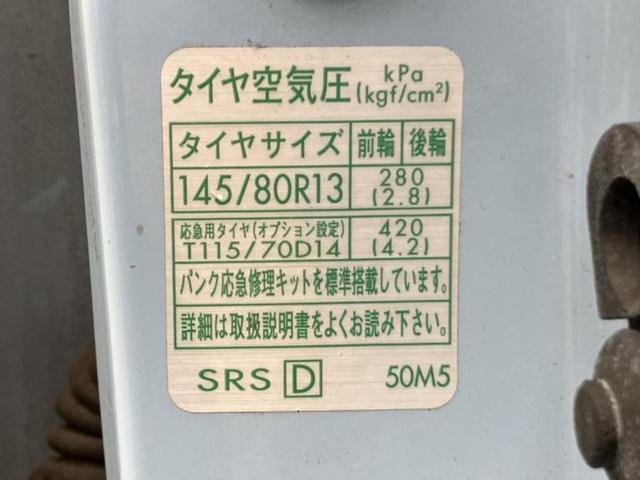 タイヤ空気圧 kPa (kgf/cm²)
タイヤサイズ 前輪 後輪
145/80R13 280 (2.8)
応急用タイヤ(オプション設定) 420
T115/70D14 (4.2)
パンク応急修理キットを標準搭載しています。
詳細は取扱説明書をよくお読み下さい。
SRS D 50M5